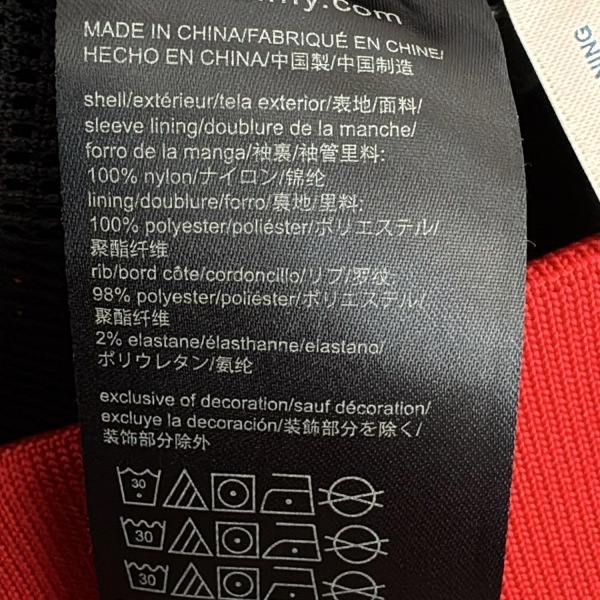 MADE IN CHINA/FABRIQUÉ EN CHINE/
HECHO EN CHINA/中国製/中国制造
shell/extérieur/tela exterior/表地/面料/
sleeve lining/doublure de la manche/
forro de la manga/袖裏/袖管里料:
100% nylon/ナイロン/锦纶
lining/doublure/forro/裏地/里料:
100% polyester/poliéster/ポリエステル/
聚酯纤维
rib/bord côte/cordoncillo/リブ/罗纹:
98% polyester/poliéster/ポリエステル/
聚酯纤维
2% elastane/élasthanne/elastano/
ポリウレタン/氨纶
exclusive of decoration/sauf décoration/
excluye la decoración/装飾部分を除く/
装饰部分除外
30
30
30
NING